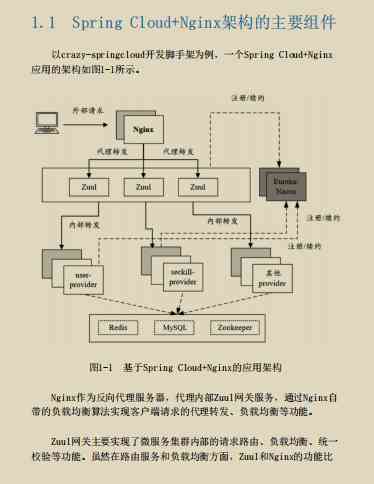 1.1 Spring Cloud+Nginx架构的主要组件
以crazy-springcloud开发脚手架为例，一个Spring Cloud+Nginx
应用的架构如图1-1所示。
注册/续约
外部请求
Nginx
代理转发 代理转发
Zuul Zuul Zuul
Eureka
Nacos
内部转发 内部转发 注册/续约
注册/续约
user-
provider
seckill-
provider
其他
provider
Redis MySQL Zookeeper
图1-1 基于Spring Cloud+Nginx的应用架构
Nginx作为反向代理服务器，代理内部Zuul网关服务，通过Nginx自
带的负载均衡算法实现客户端请求的代理转发、负载均衡等功能。
Zuul网关主要实现了微服务集群内部的请求路由、负载均衡、统一
校验等功能。虽然在路由服务和负载均衡方面，Zuul和Nginx的功能比